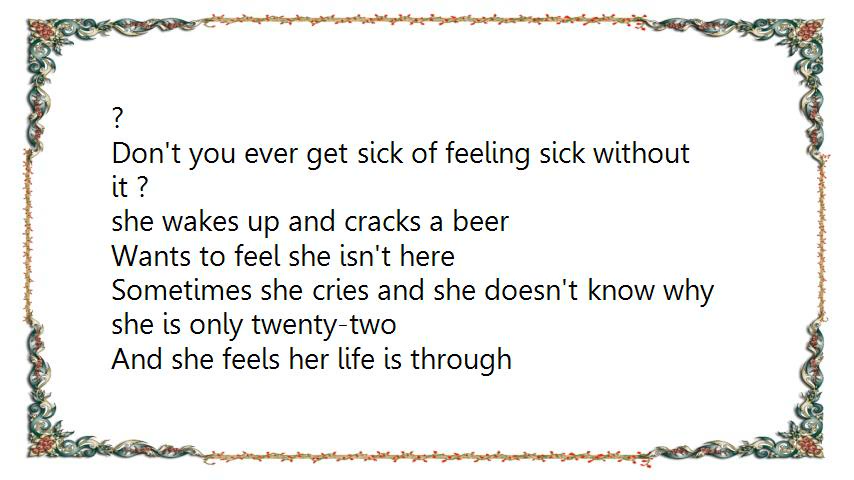 ?
Don't you ever get sick of feeling sick without
it ?
she wakes up and cracks a beer
Wants to feel she isn't here
Sometimes she cries and she doesn't know why
she is only twenty-two
And she feels her life is through